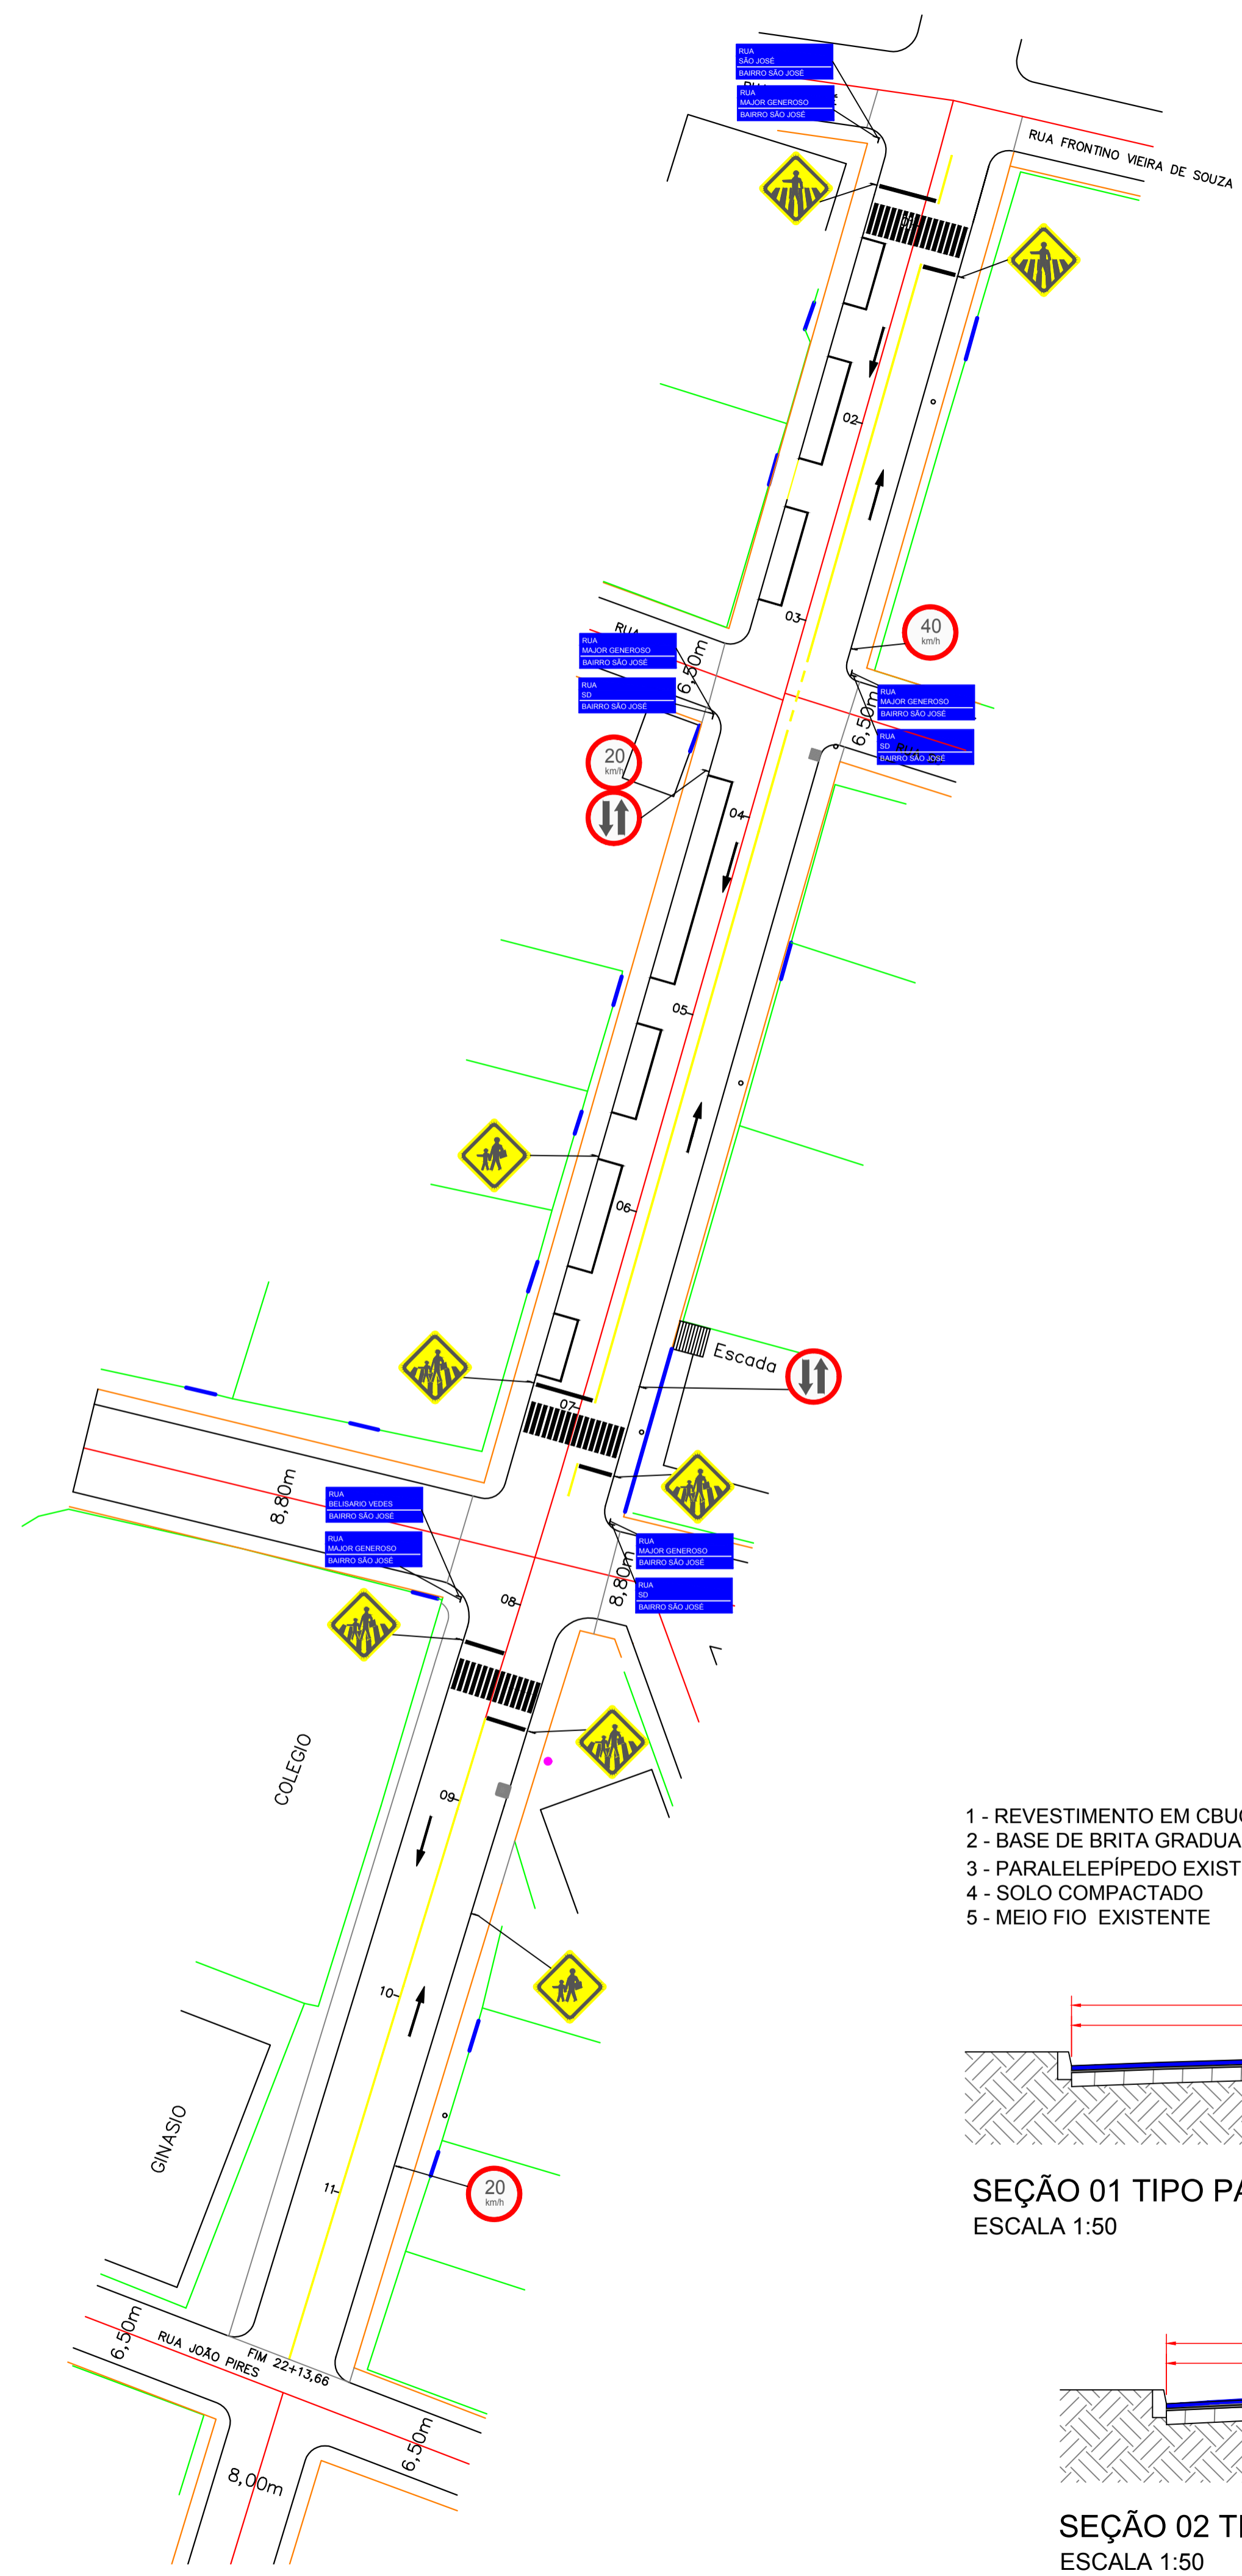 RUA
SÃO JOSÉ
BAIRRO SÃO JOSÉ
RUA
MAJOR GENEROSO
BAIRRO SÃO JOSÉ
RUA FRONTINO VIEIRA DE SOUZA
02
03
40
km/h
RUA
MAJOR GENEROSO
BAIRRO SÃO JOSÉ
6,50m
RUA
SD
BAIRRO SÃO JOSÉ
RUA
MAJOR GENEROSO
BAIRRO SÃO JOSÉ
6,50m
RUA
SD
BAIRRO SÃO JOSÉ
20
km/h
04
05
06
Escada
07
8,80m
RUA
BELISARIO VEDES
BAIRRO SÃO JOSÉ
RUA
MAJOR GENEROSO
BAIRRO SÃO JOSÉ
RUA
MAJOR GENEROSO
BAIRRO SÃO JOSÉ
8,80m
RUA
SD
BAIRRO SÃO JOSÉ
08
COLEGIO
09
1 - REVESTIMENTO EM
2 - BASE DE BRITA
3 - PARALELEPÍPEDO
4 - SOLO COMPACTADO
5 - MEIO FIO EXISTENTE
10
GINASIO
11
20
km/h
SEÇÃO 01 TIPO
ESCALA 1:50
6,50m
RUA JOÃO PIRES
FIM 22+13,66
6,50m
8,00m
SEÇÃO 02
ESCALA 1:50